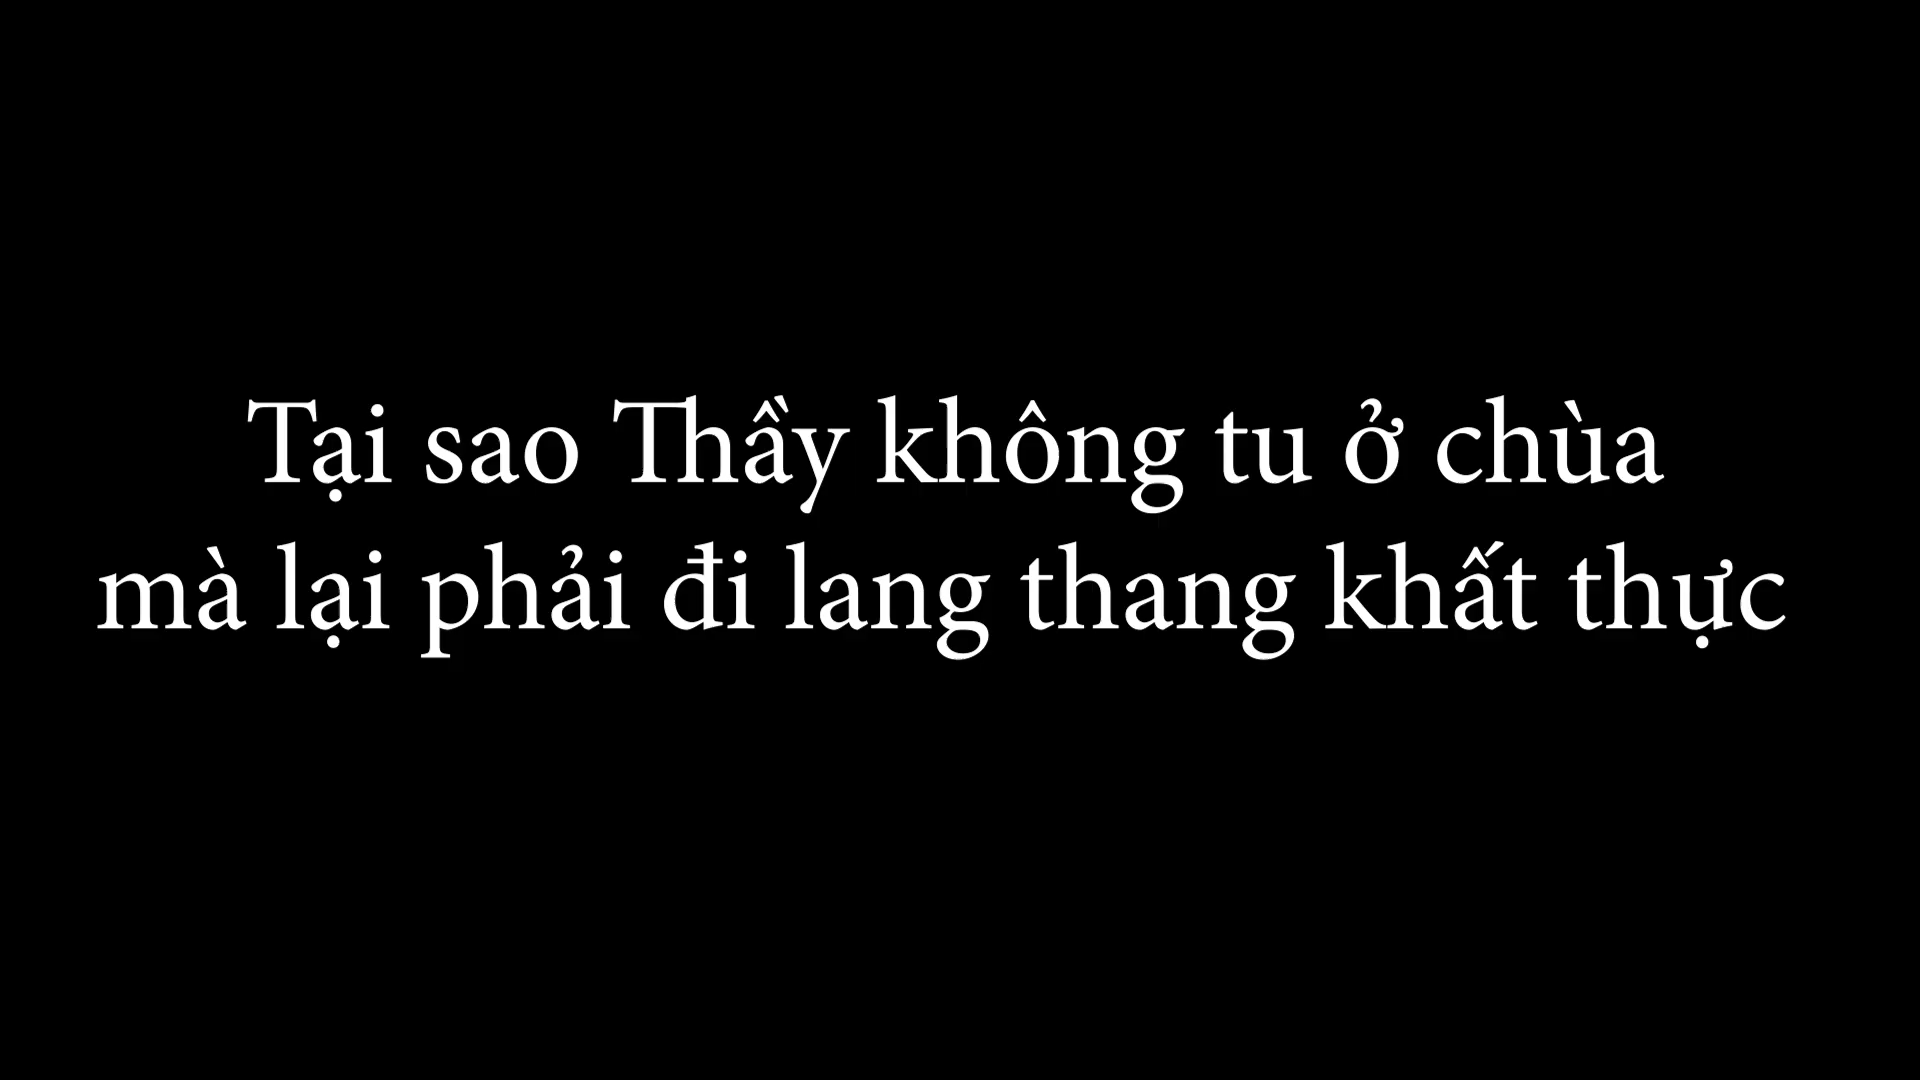 Tại sao Thầy không tu ở chùa
mà lại phải đi lang thang khất thực